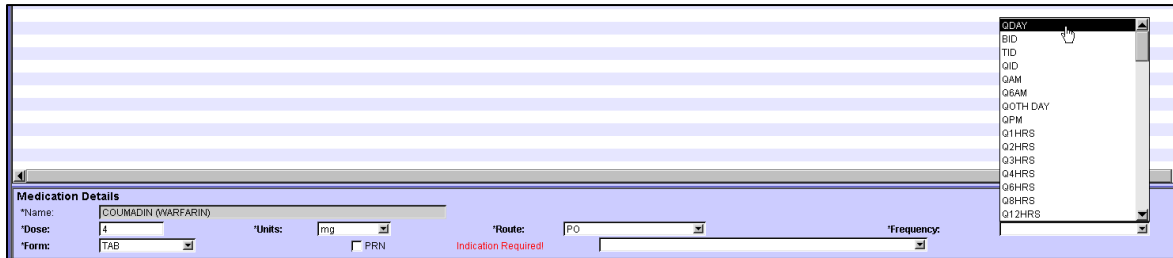 QDAY
BID
TID
QID
QAM
Q6AM
QOTH DAY
QPM
Q1HRS
Q2HRS
Q3HRS
Q4HRS
Q6HRS
Q8HRS
Q12HRS
Medication Details
*Name: COUMADIN (WARFARIN)
*Dose: 4 *Units: mg *Route: PO *Frequency:
*Form: TAB PRN Indication Required!